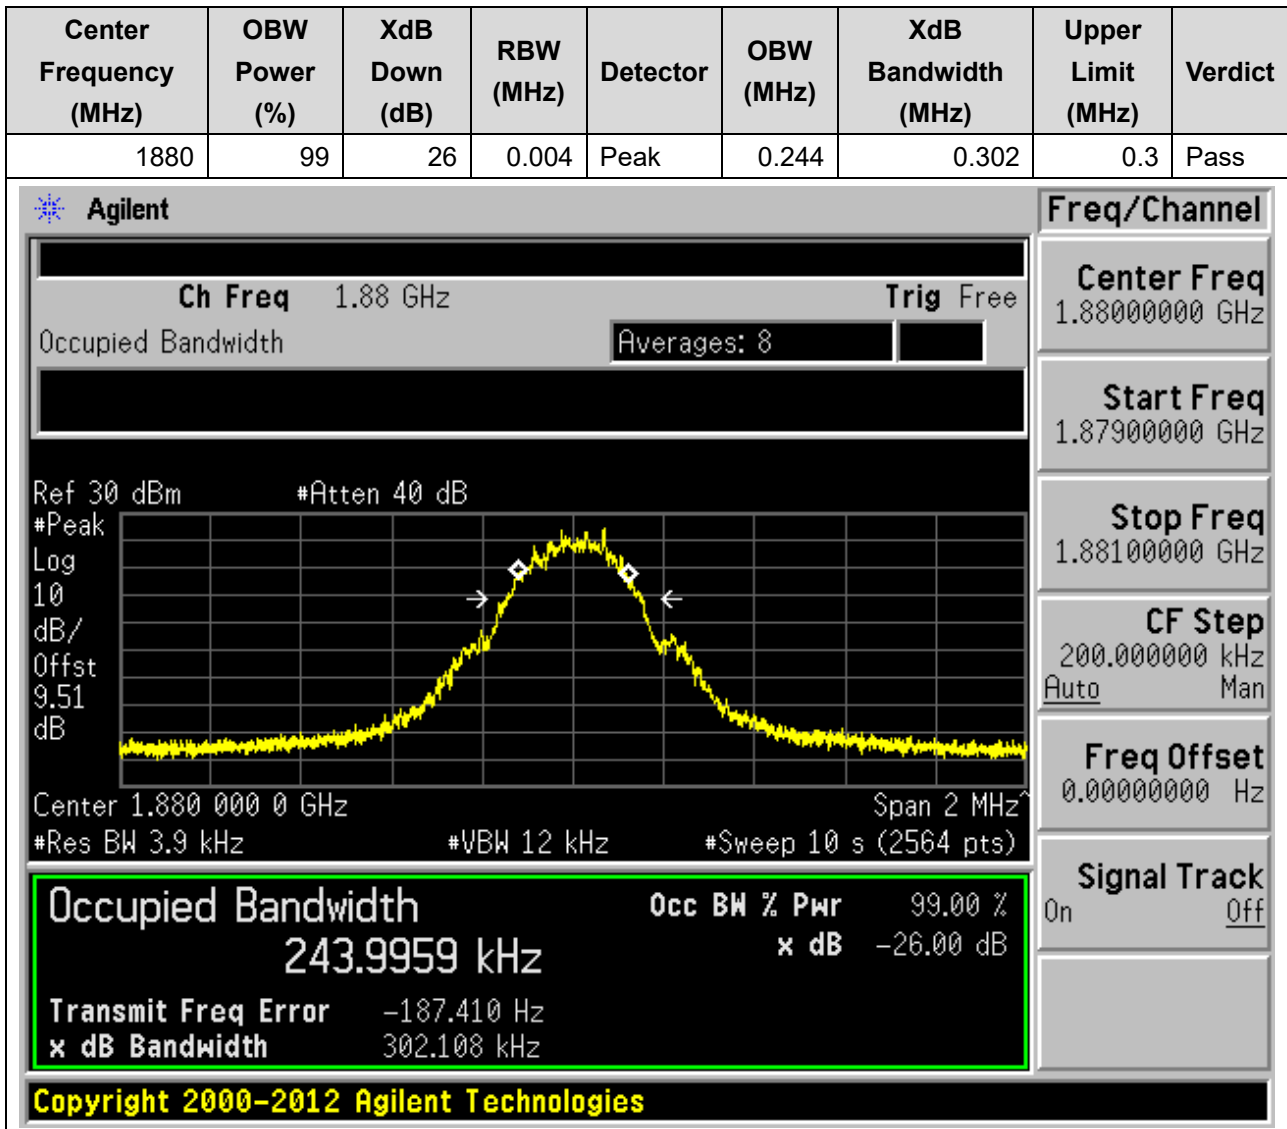 Center Frequency (MHz) OBW Power (%) XdB Down (dB) RBW (MHz) Detector OBW (MHz) XdB Bandwidth (MHz) Upper Limit (MHz) Verdict
1880 99 26 0.004 Peak 0.244 0.302 0.3 Pass
Agilent Freq/Channel
Ch Freq 1.88 GHz Trig Free
Occupied Bandwidth Averages: 8
Center Freq
1.88000000 GHz
Start Freq
1.87900000 GHz
Stop Freq
1.88100000 GHz
CF Step
200.000000 kHz
Auto Man
Freq Offset
0.00000000 Hz
Signal Track
On Off
Ref 30 dBm #Atten 40 dB
#Peak
Log
10
dB/
Offst
9.51
dB
Center 1.880 000 0 GHz Span 2 MHz^
#Res BW 3.9 kHz #VBW 12 kHz #Sweep 10 s (2564 pts)
Occupied Bandwidth Occ BW % Pwr 99.00 %
243.9959 kHz x dB -26.00 dB
Transmit Freq Error -187.410 Hz
x dB Bandwidth 302.108 kHz
Copyright 2000-2012 Agilent Technologies